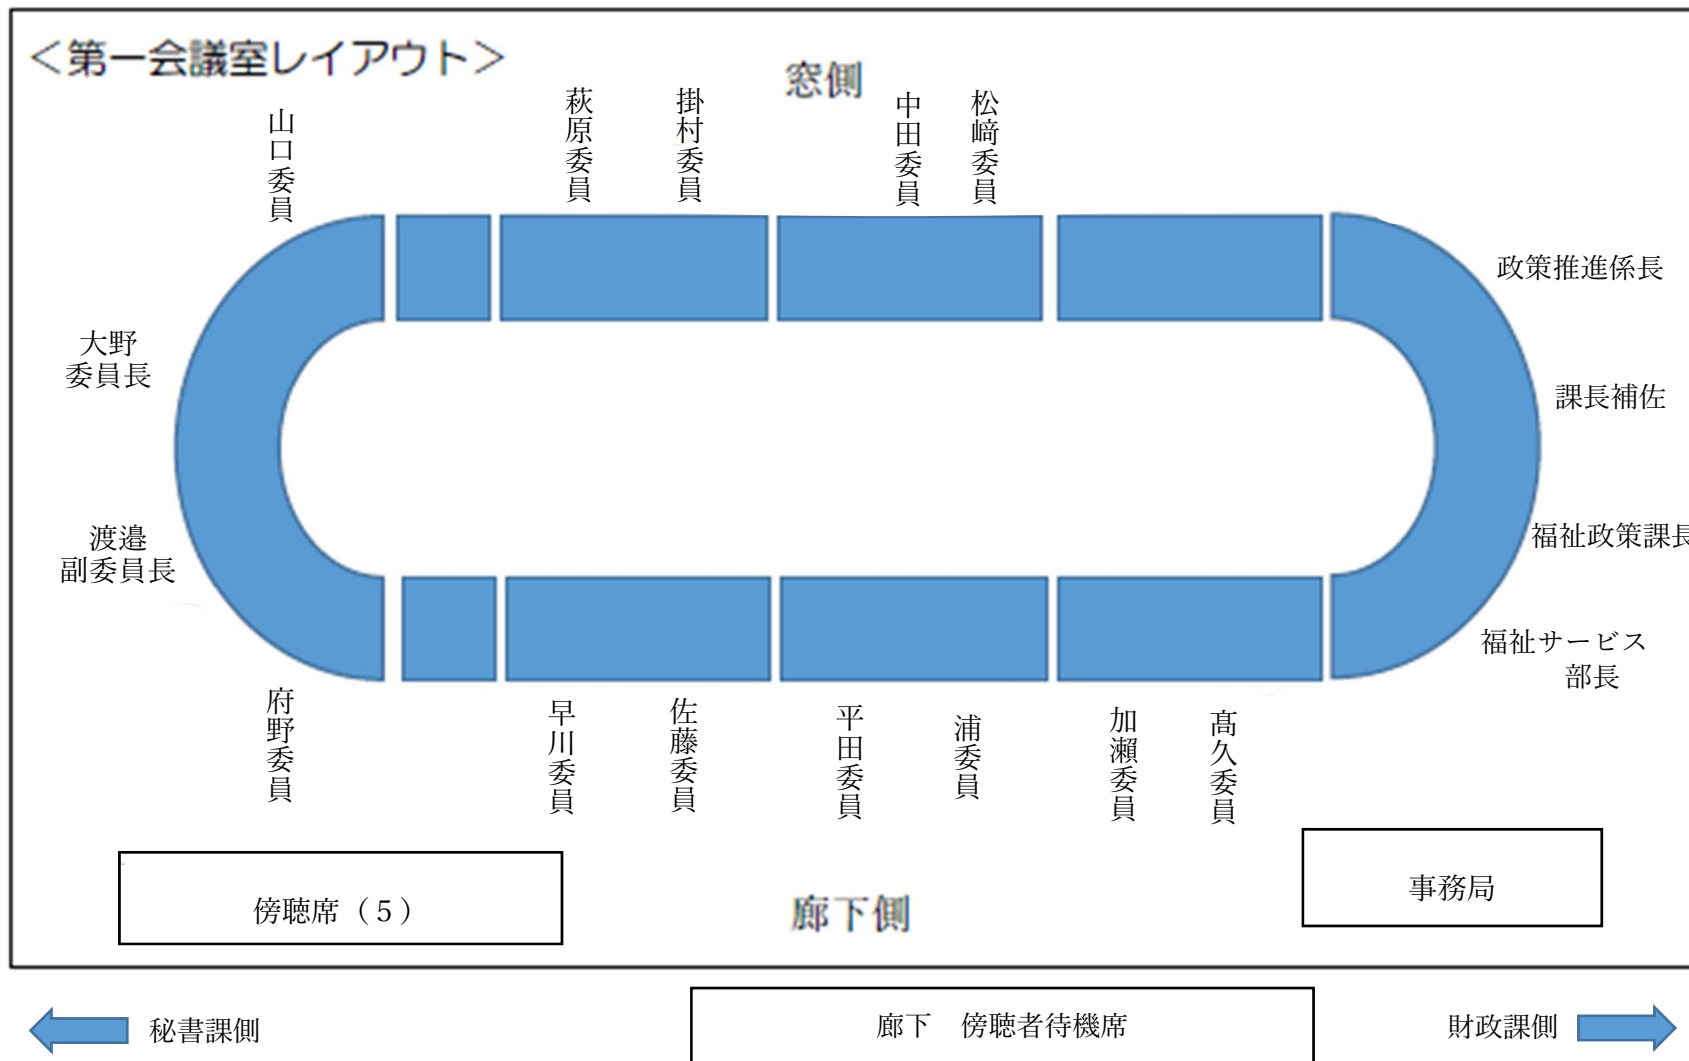 ＜第一会議室レイアウト＞
窓側
山口委員
萩原委員
掛村委員
中田委員
松﨑委員
政策推進係長
大野
委員長
課長補佐
渡邉
副委員長
福祉政策課長
福祉サービス
部長
府野委員
早川委員
佐藤委員
平田委員
浦委員
加瀬委員
髙久委員
傍聴席（５）
廊下側
事務局
秘書課側
廊下　傍聴者待機席
財政課側